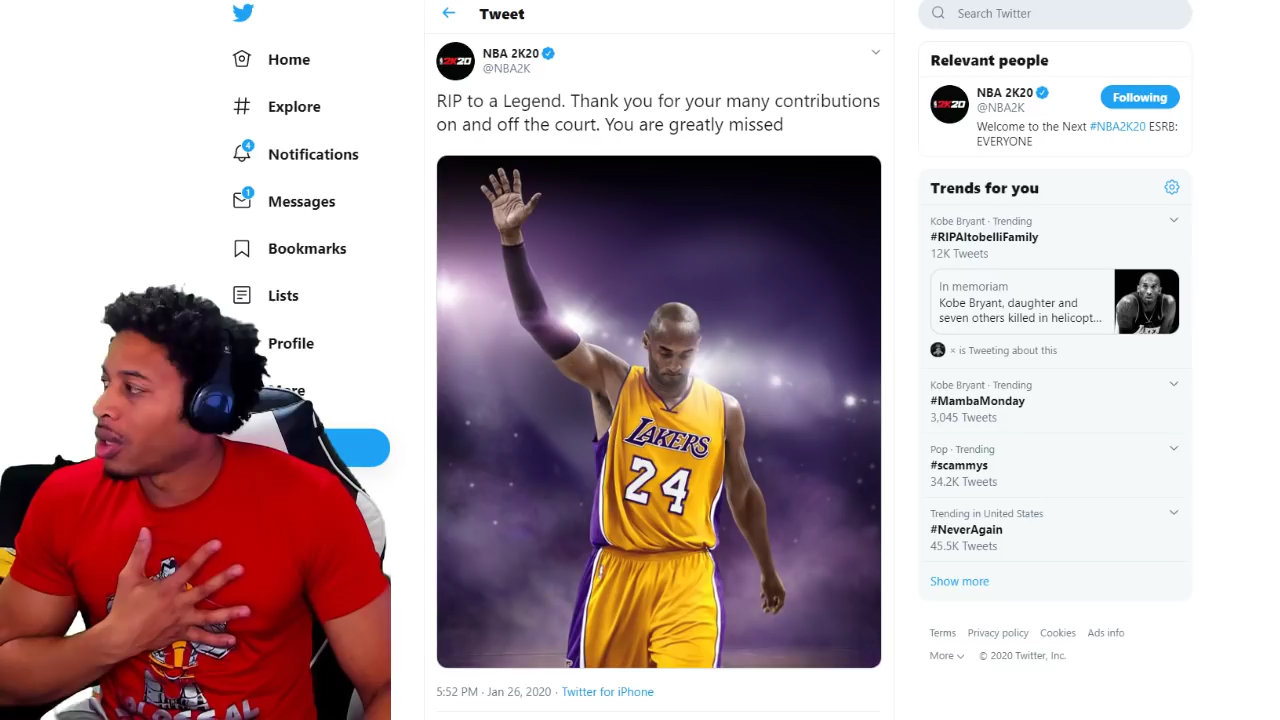 Home
Explore
4
Notifications
1
Messages
Bookmarks
Lists
Profile
More
Tweet
2K20
NBA 2K20
@NBA2K
RIP to a Legend. Thank you for your many contributions
on and off the court. You are greatly missed
LAKERS
24
5:52 PM · Jan 26, 2020 · Twitter for iPhone
Search Twitter
Relevant people
2K20
NBA 2K20
@NBA2K
Following
Welcome to the Next #NBA2K20 ESRB:
EVERYONE
Trends for you
Kobe Bryant · Trending
#RIPAltobelliFamily
12K Tweets
In memoriam
Kobe Bryant, daughter and
seven others killed in helicopt...
× is Tweeting about this
Kobe Bryant · Trending
#MambaMonday
3,045 Tweets
Pop · Trending
#scammys
34.2K Tweets
Trending in United States
#NeverAgain
45.5K Tweets
Show more
Terms Privacy policy Cookies Ads info
More © 2020 Twitter, Inc.